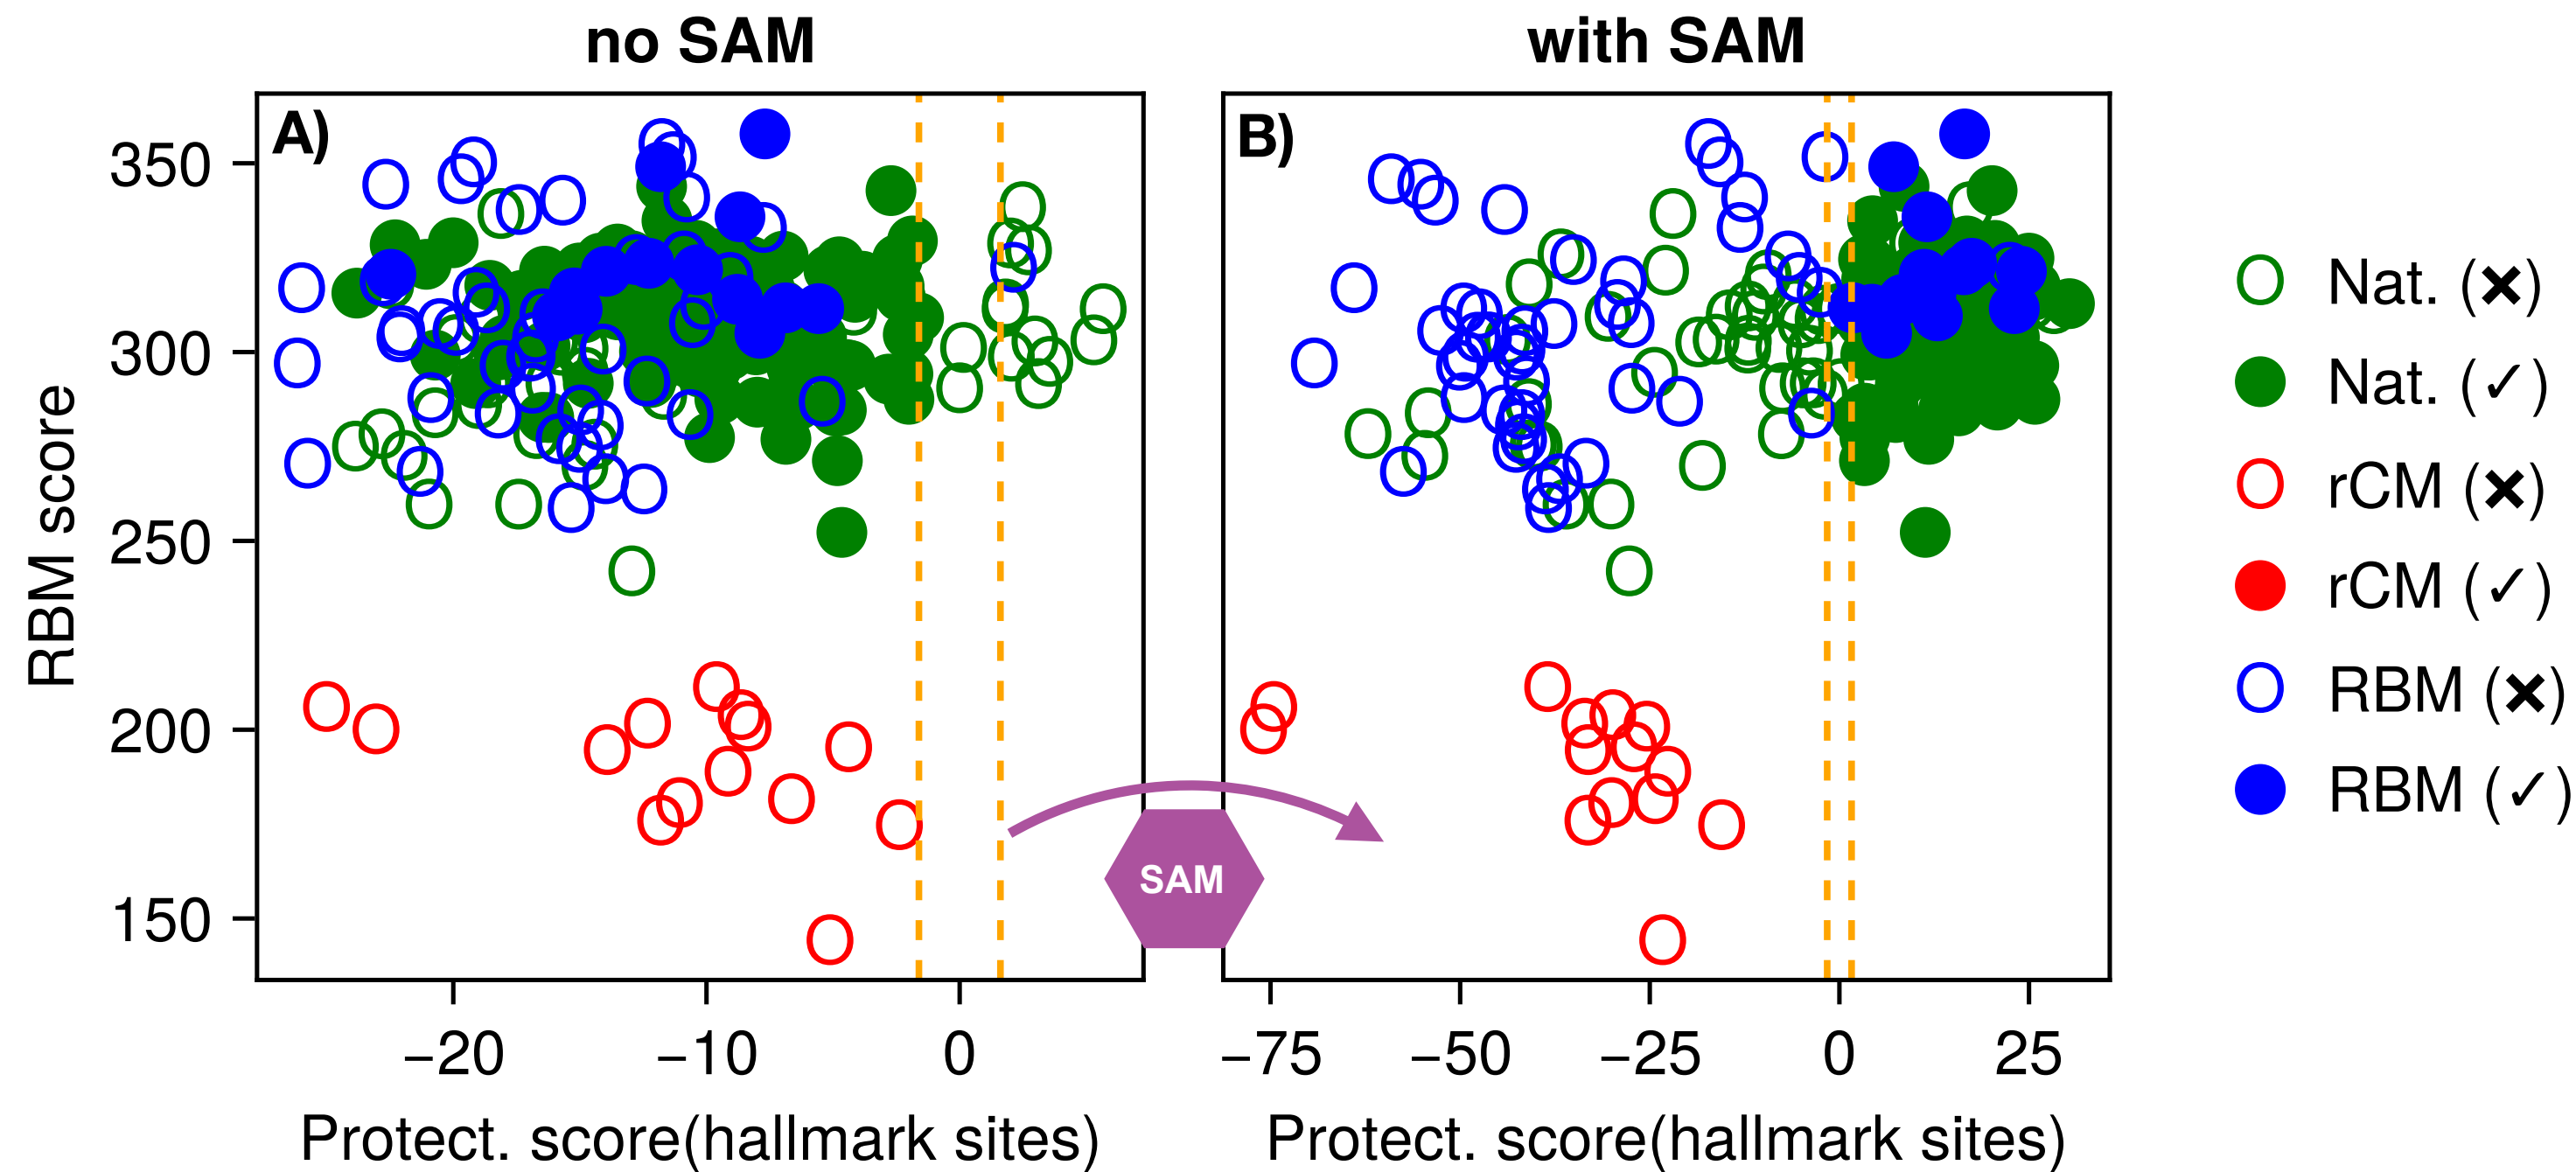 no SAM
with SAM
A)
B)
350
300
250
200
150
RBM score
−20
−10
0
−75
−50
−25
0
25
Protect. score(hallmark sites)
Protect. score(hallmark sites)
SAM
Nat. (✖)
Nat. (✓)
rCM (✖)
rCM (✓)
RBM (✖)
RBM (✓)